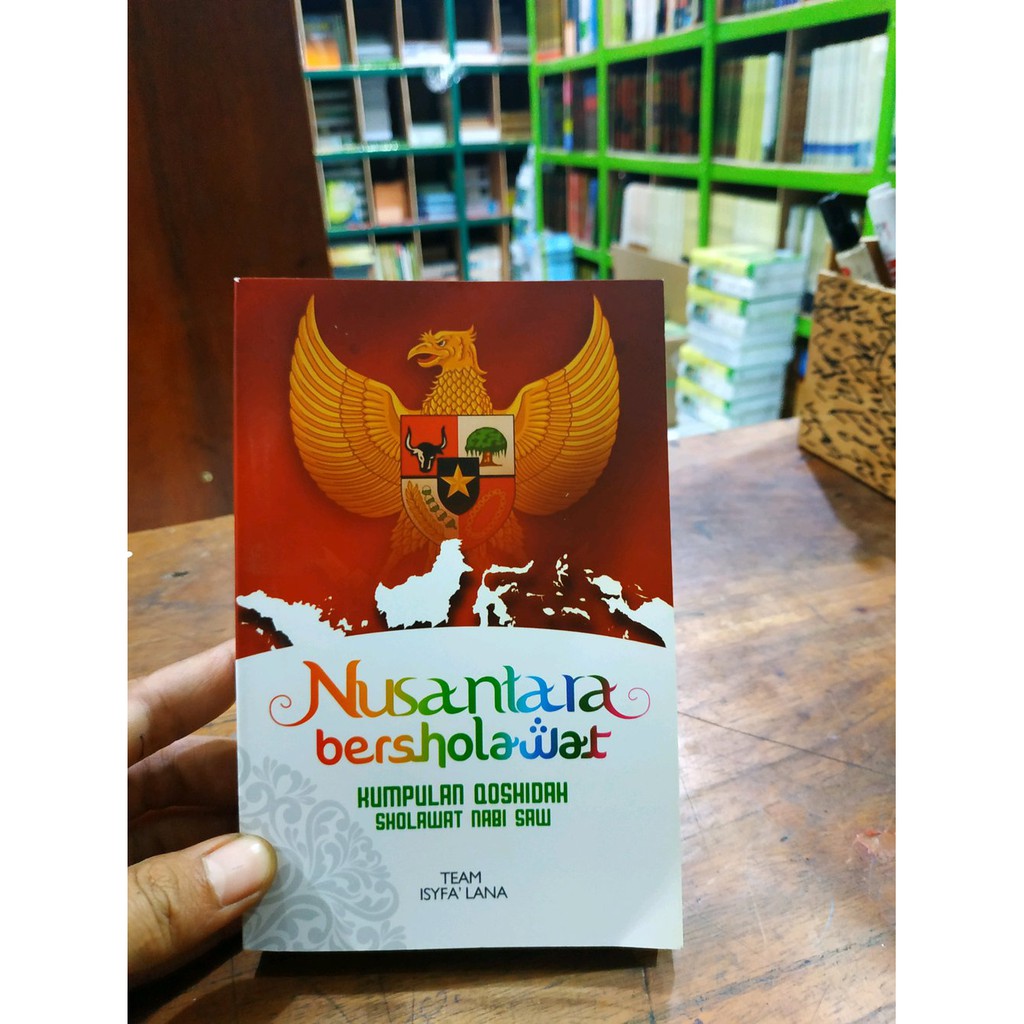 Nusantara
bersholawat
KUMPULAN QOSHIDAH
SHOLAWAT NABI SAW
TEAM
ISYFA' LANA